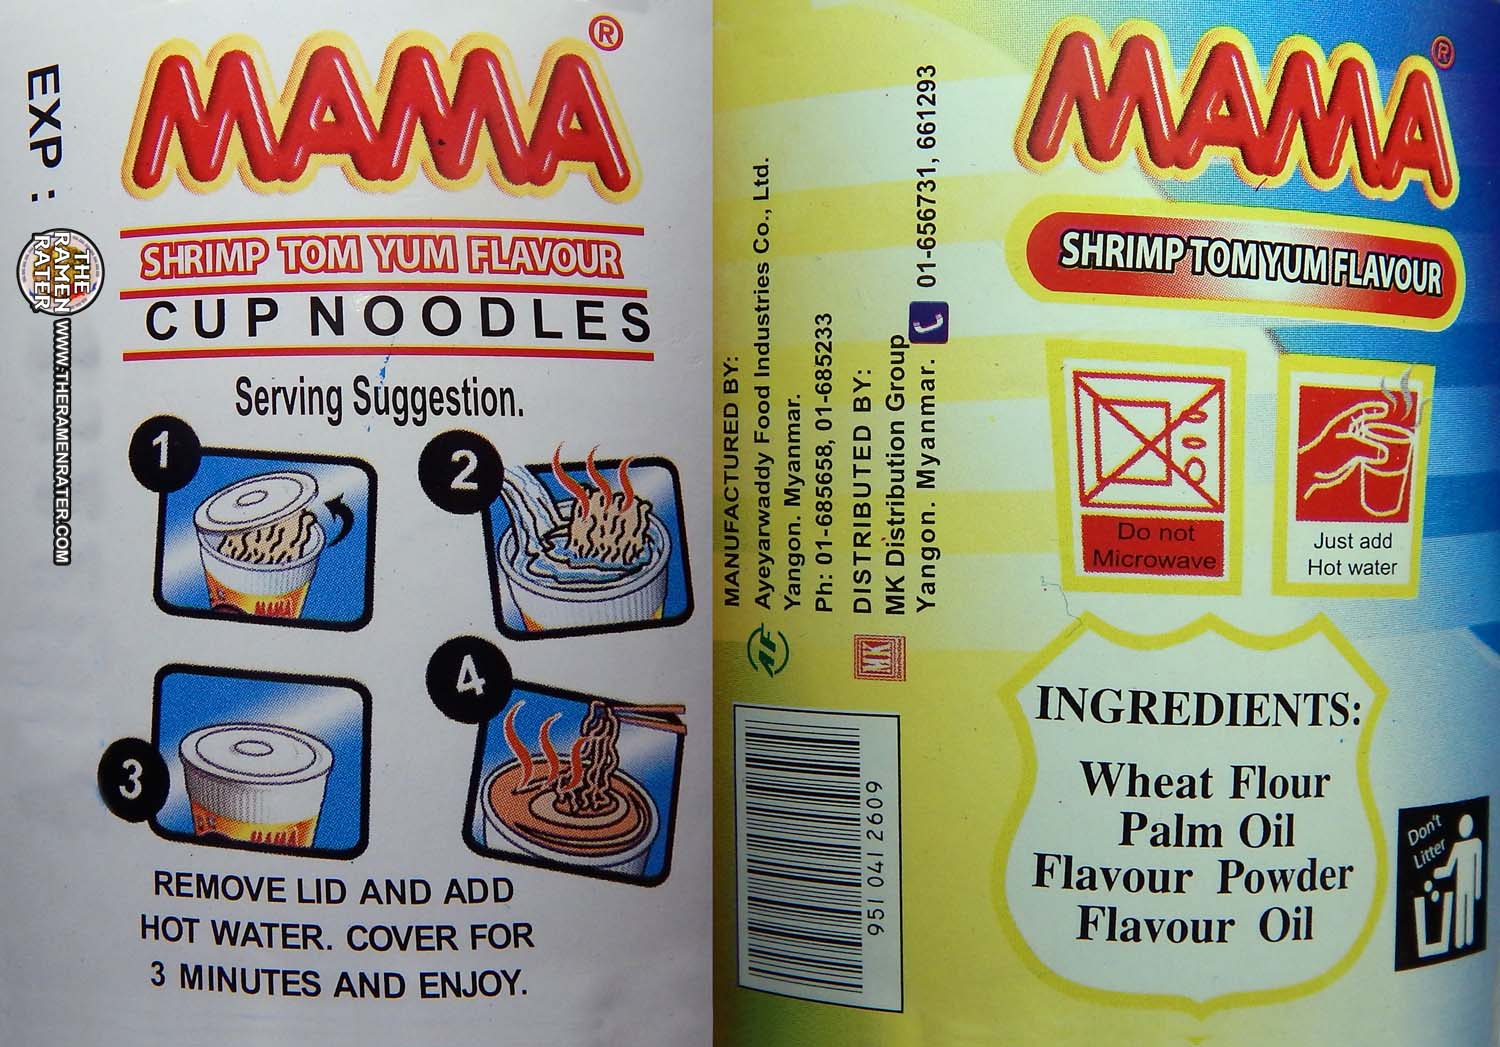 EXP :
MAMA®
SHRIMP TOM YUM FLAVOUR
CUP NOODLES
Serving Suggestion.
1
2
3
4
MAMA
MAMA
REMOVE LID AND ADD
HOT WATER. COVER FOR
3 MINUTES AND ENJOY.
THE
RAMEN
RATER
WWW.THERAMENRATER.COM
MANUFACTURED BY:
Ayeyarwaddy Food Industries Co., Ltd.
Yangon. Myanmar.
Ph: 01-685658, 01-685233
DISTRIBUTED BY:
MK Distribution Group
Yangon. Myanmar. 01-656731, 661293
AF
MK
951 041 2609
MAMA®
SHRIMP TOM YUM FLAVOUR
Do not
Microwave
Just add
Hot water
INGREDIENTS:
Wheat Flour
Palm Oil
Flavour Powder
Flavour Oil
Don't
Litter